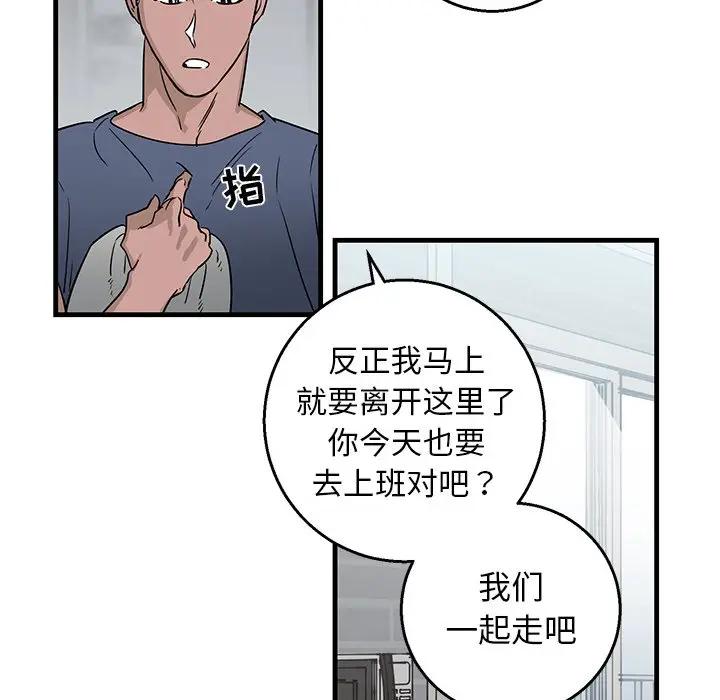 指
反正我马上
就要离开这里了
你今天也要
去上班对吧？
我们
一起走吧